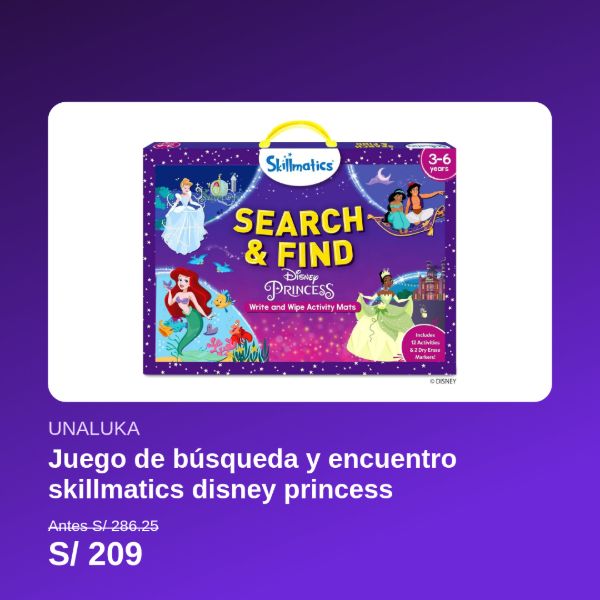 Skillmatics
3-6
years
SEARCH
& FIND
Disney
PRINCESS
Write and Wipe Activity Mats
Includes
12 Activities
& 2 Dry Erase
Markers!
© DISNEY
UNALUKA
Juego de búsqueda y encuentro
skillmatics disney princess
Antes S/ 286.25
S/ 209